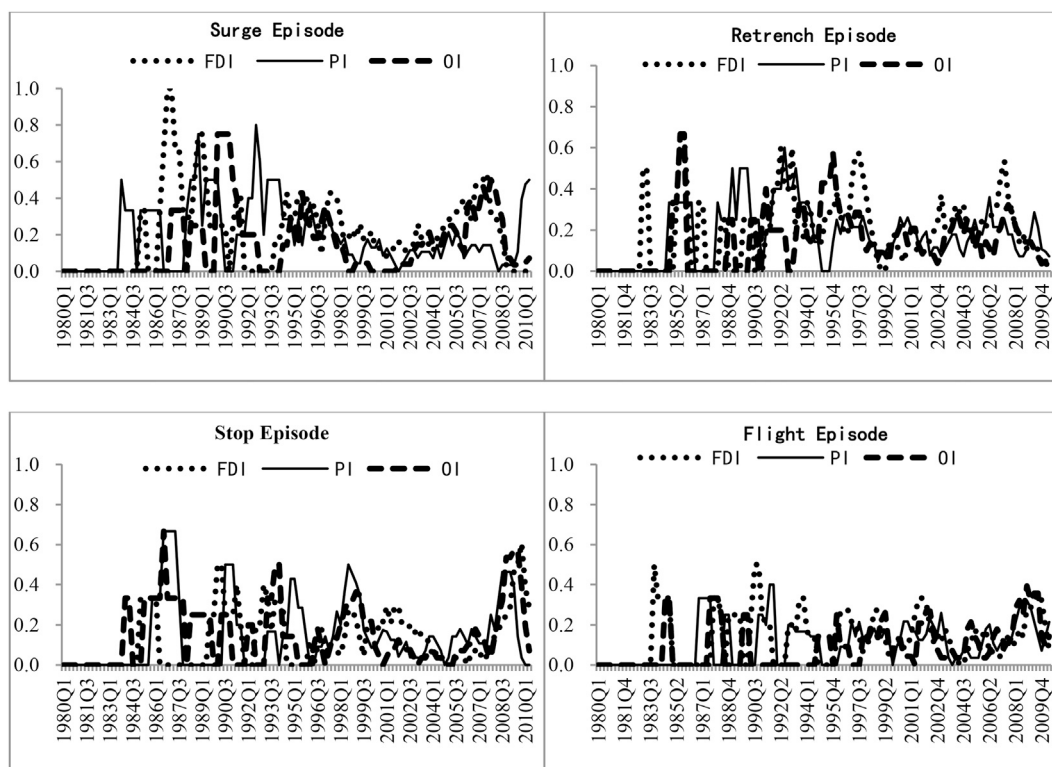 Surge Episode
FDI PI OI
1.0
0.8
0.6
0.4
0.2
0.0
1980Q1
1981Q3
1983Q1
1984Q3
1986Q1
1987Q3
1989Q1
1990Q3
1992Q1
1993Q3
1995Q1
1996Q3
1998Q1
1999Q3
2001Q1
2002Q3
2004Q1
2005Q3
2007Q1
2008Q3
2010Q1
Retrench Episode
FDI PI OI
1.0
0.8
0.6
0.4
0.2
0.0
1980Q1
1981Q4
1983Q3
1985Q2
1987Q1
1988Q4
1990Q3
1992Q2
1994Q1
1995Q4
1997Q3
1999Q2
2001Q1
2002Q4
2004Q3
2006Q2
2008Q1
2009Q4
Stop Episode
FDI PI OI
1.0
0.8
0.6
0.4
0.2
0.0
1980Q1
1981Q3
1983Q1
1984Q3
1986Q1
1987Q3
1989Q1
1990Q3
1992Q1
1993Q3
1995Q1
1996Q3
1998Q1
1999Q3
2001Q1
2002Q3
2004Q1
2005Q3
2007Q1
2008Q3
2010Q1
Flight Episode
FDI PI OI
1.0
0.8
0.6
0.4
0.2
0.0
1980Q1
1981Q4
1983Q3
1985Q2
1987Q1
1988Q4
1990Q3
1992Q2
1994Q1
1995Q4
1997Q3
1999Q2
2001Q1
2002Q4
2004Q3
2006Q2
2008Q1
2009Q4